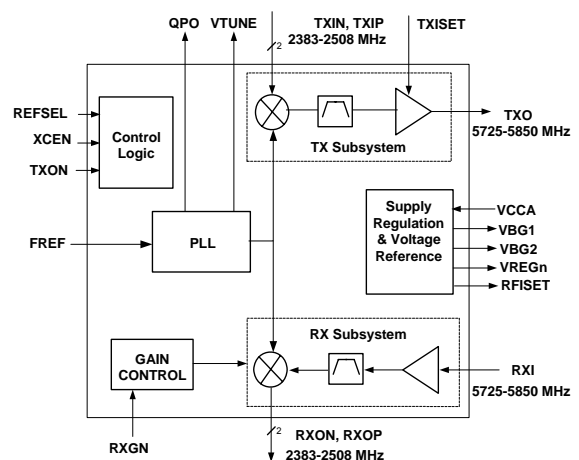 QPO VTUNE
TXIN, TXIP
2383-2508 MHz
TXISET
2
REFSEL
XCEN
TXON
Control
Logic
TX Subsystem
TXO
5725-5850 MHz
FREF
PLL
Supply
Regulation
& Voltage
Reference
VCCA
VBG1
VBG2
VREGn
RFISET
RX Subsystem
GAIN
CONTROL
RXI
5725-5850 MHz
RXGN
2
RXON, RXOP
2383-2508 MHz